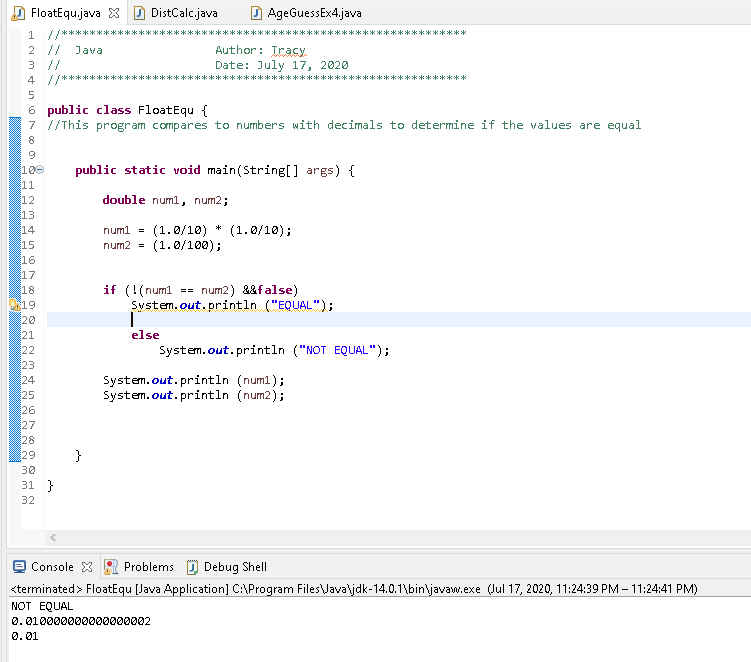 FloatEqu.java DistCalc.java AgeGuessEx4.java
1 //**********************************************************
2 // Java Author: Tracy
3 // Date: July 17, 2020
4 //**********************************************************
5
6 public class FloatEqu {
7 //This program compares to numbers with decimals to determine if the values are equal
8
9
10 public static void main(String[] args) {
11
12 double num1, num2;
13
14 num1 = (1.0/10) * (1.0/10);
15 num2 = (1.0/100);
16
17
18 if (!(num1 == num2) &&false)
19 System.out.println ("EQUAL");
20
21 else
22 System.out.println ("NOT EQUAL");
23
24 System.out.println (num1);
25 System.out.println (num2);
26
27
28
29 }
30
31 }
32
Console Problems Debug Shell
<terminated> FloatEqu [Java Application] C:\Program Files\Java\jdk-14.0.1\bin\javaw.exe (Jul 17, 2020, 11:24:39 PM – 11:24:41 PM)
NOT EQUAL
0.010000000000000002
0.01